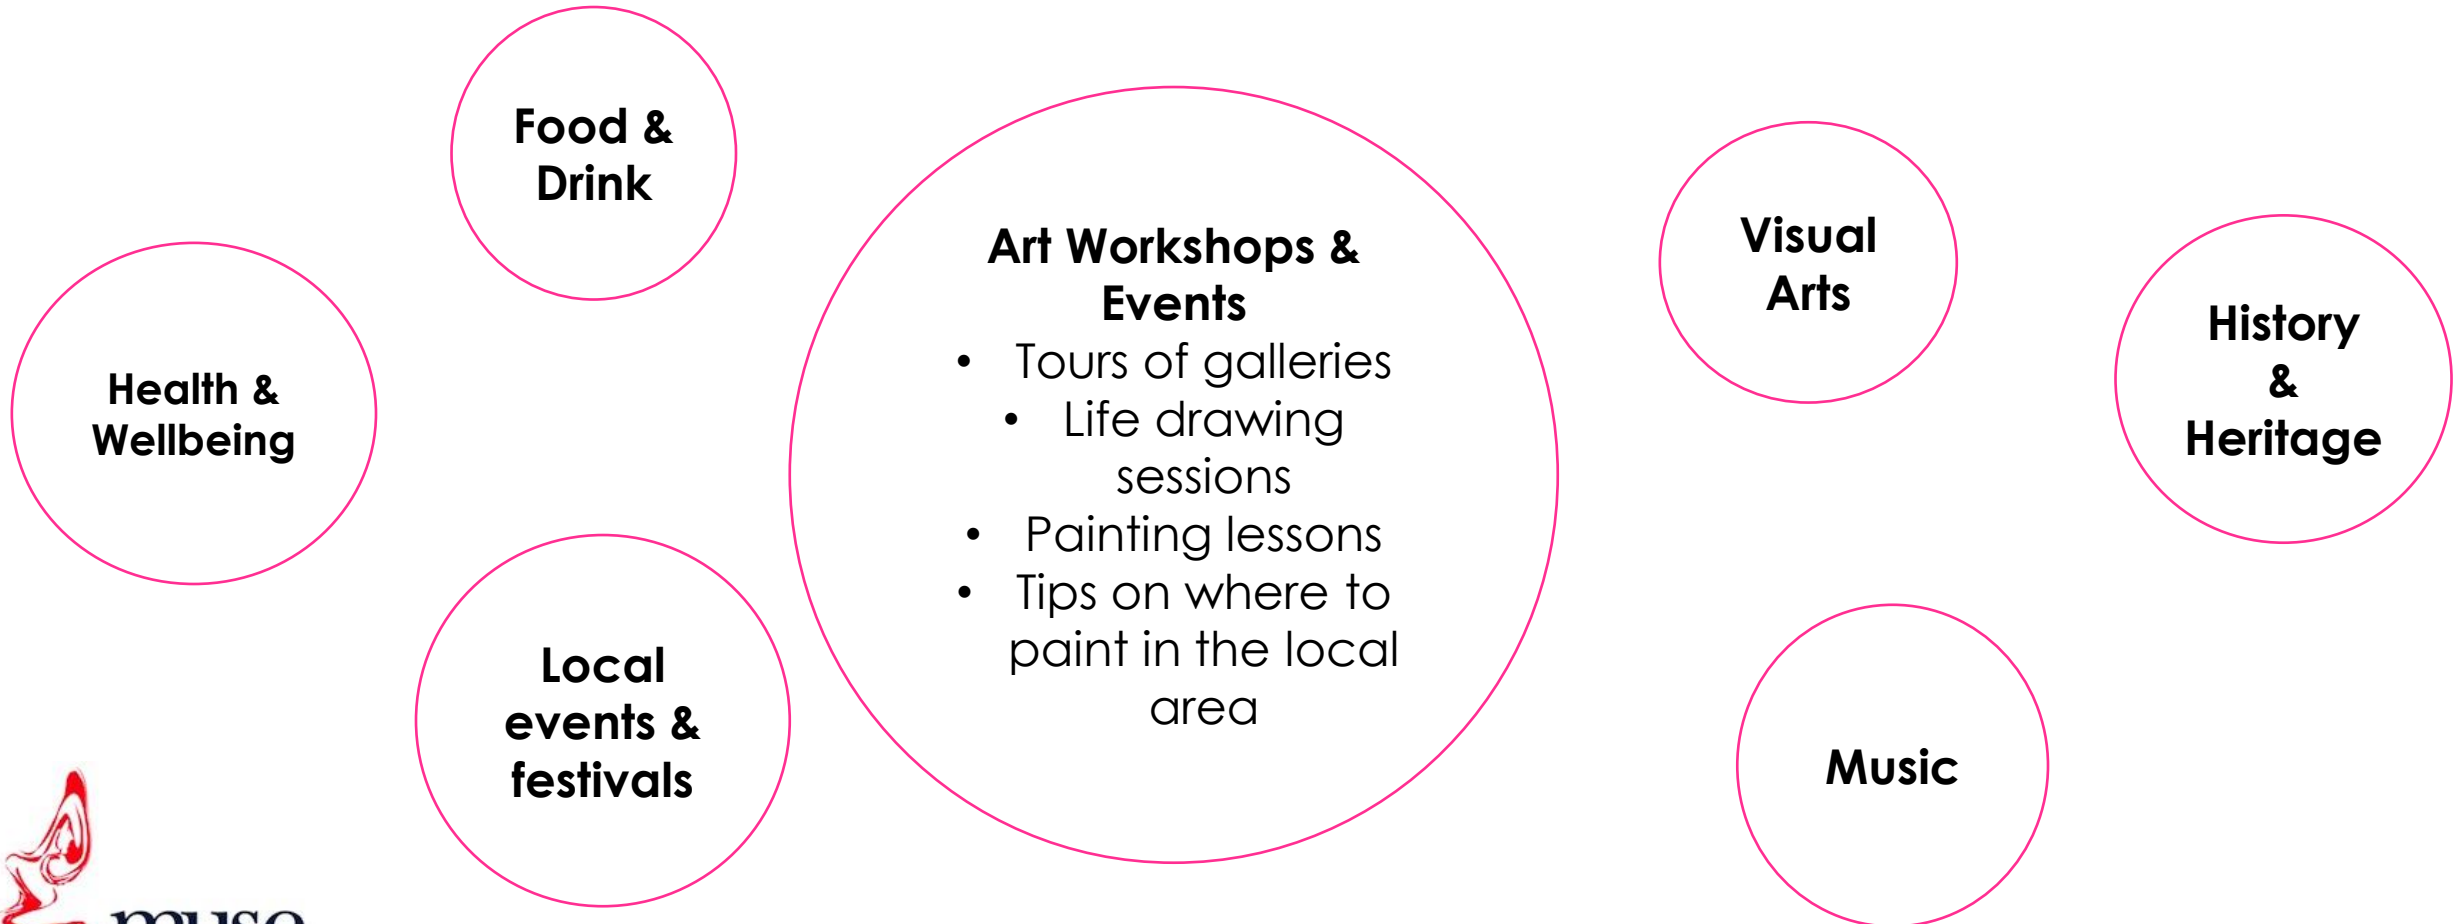 Food &
Drink
Health &
Wellbeing
Local
events &
festivals
Art Workshops &
Events
• Tours of galleries
• Life drawing
sessions
• Painting lessons
• Tips on where to
paint in the local
area
Visual
Arts
History
&
Heritage
Music
muse